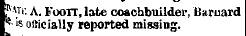 A. FOOTT, late coachbuilder, Barnard
is officially reported missing.